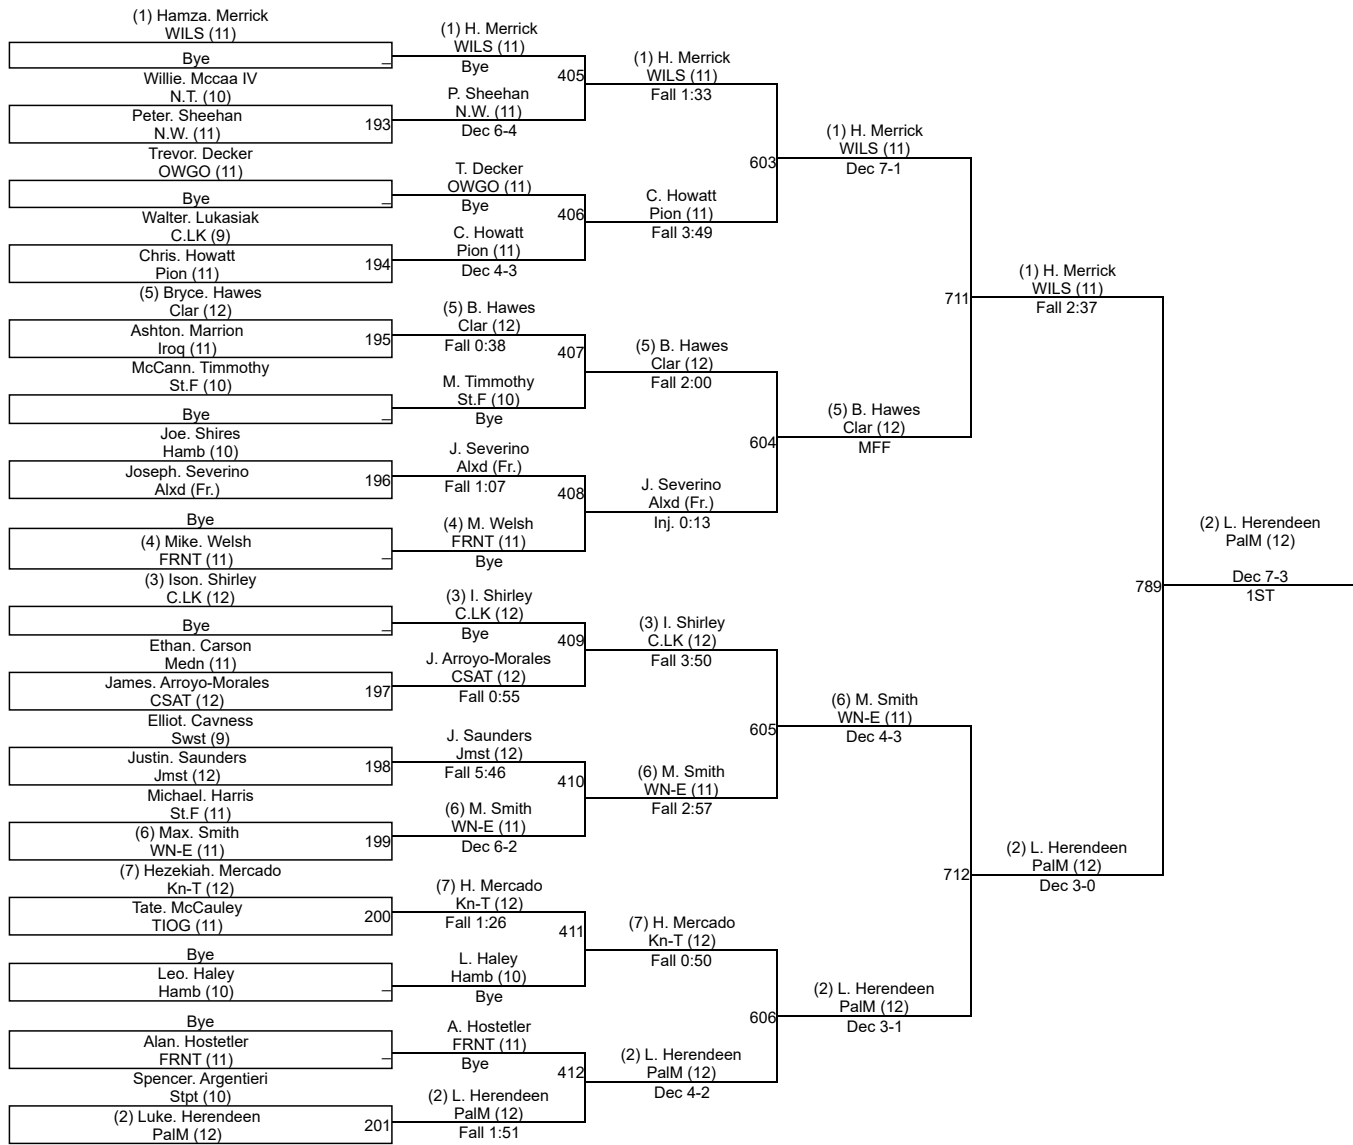 (1) Hamza. Merrick
WILS (11)
Bye
_
Willie. Mccaa IV
N.T. (10)
Peter. Sheehan
N.W. (11)
193
Trevor. Decker
OWGO (11)
Bye
_
Walter. Lukasiak
C.LK (9)
Chris. Howatt
Pion (11)
194
(5) Bryce. Hawes
Clar (12)
Ashton. Marrion
Iroq (11)
195
McCann. Timmothy
St.F (10)
Bye
_
Joe. Shires
Hamb (10)
Joseph. Severino
Alxd (Fr.)
196
Bye
(4) Mike. Welsh
FRNT (11)
_
(3) Ison. Shirley
C.LK (12)
Bye
_
Ethan. Carson
Medn (11)
James. Arroyo-Morales
CSAT (12)
197
Elliot. Cavness
Swst (9)
Justin. Saunders
Jmst (12)
198
Michael. Harris
St.F (11)
(6) Max. Smith
WN-E (11)
199
(7) Hezekiah. Mercado
Kn-T (12)
Tate. McCauley
TIOG (11)
200
Bye
Leo. Haley
Hamb (10)
_
Bye
Alan. Hostetler
FRNT (11)
_
Spencer. Argentieri
Stpt (10)
(2) Luke. Herendeen
PalM (12)
201
(1) H. Merrick
WILS (11)
Bye
405
P. Sheehan
N.W. (11)
Dec 6-4
T. Decker
OWGO (11)
Bye
406
C. Howatt
Pion (11)
Dec 4-3
(5) B. Hawes
Clar (12)
Fall 0:38
407
M. Timmothy
St.F (10)
Bye
J. Severino
Alxd (Fr.)
Fall 1:07
408
(4) M. Welsh
FRNT (11)
Bye
(3) I. Shirley
C.LK (12)
Bye
409
J. Arroyo-Morales
CSAT (12)
Fall 0:55
J. Saunders
Jmst (12)
Fall 5:46
410
(6) M. Smith
WN-E (11)
Dec 6-2
(7) H. Mercado
Kn-T (12)
Fall 1:26
411
L. Haley
Hamb (10)
Bye
A. Hostetler
FRNT (11)
Bye
412
(2) L. Herendeen
PalM (12)
Fall 1:51
(1) H. Merrick
WILS (11)
Fall 1:33
603
C. Howatt
Pion (11)
Fall 3:49
(5) B. Hawes
Clar (12)
Fall 2:00
604
J. Severino
Alxd (Fr.)
Inj. 0:13
(3) I. Shirley
C.LK (12)
Fall 3:50
605
(6) M. Smith
WN-E (11)
Fall 2:57
(7) H. Mercado
Kn-T (12)
Fall 0:50
606
(2) L. Herendeen
PalM (12)
Dec 4-2
(1) H. Merrick
WILS (11)
Dec 7-1
711
(5) B. Hawes
Clar (12)
MFF
(6) M. Smith
WN-E (11)
Dec 4-3
712
(2) L. Herendeen
PalM (12)
Dec 3-1
(1) H. Merrick
WILS (11)
Fall 2:37
789
(2) L. Herendeen
PalM (12)
Dec 3-0
(2) L. Herendeen
PalM (12)
Dec 7-3
1ST